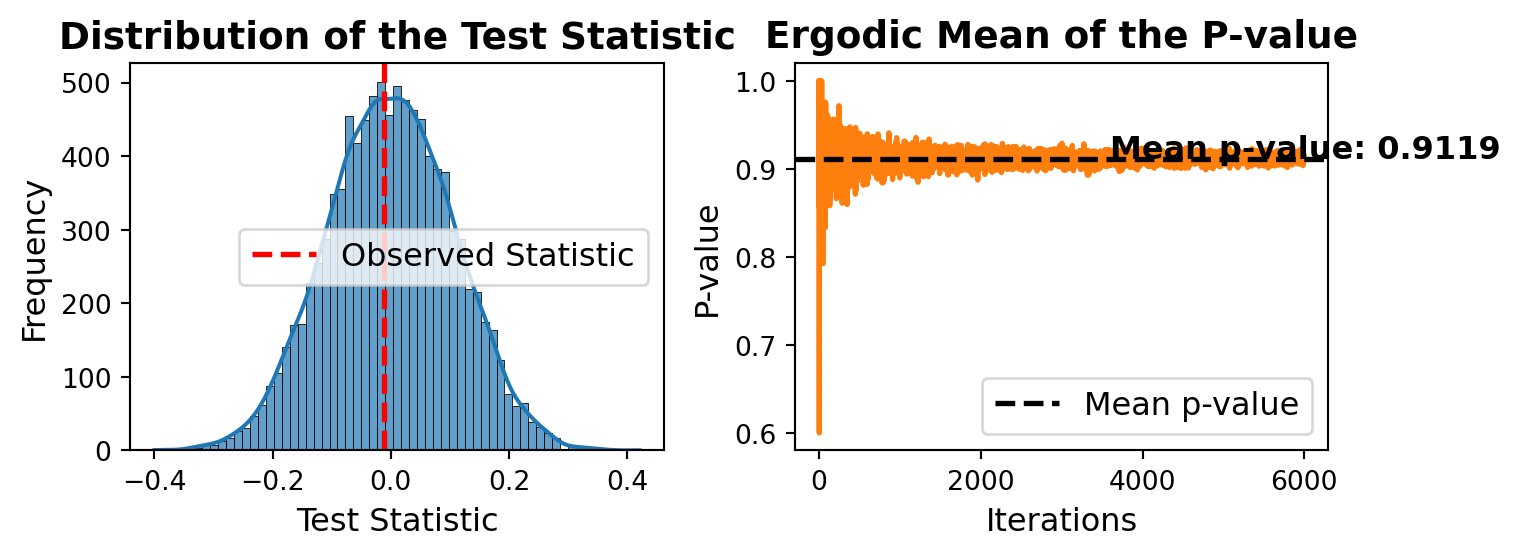 Distribution of the Test Statistic
500
400
300
200
100
0
Frequency
Observed Statistic
−0.4
−0.2
0.0
0.2
0.4
Test Statistic
Ergodic Mean of the P-value
1.0
0.9
0.8
0.7
0.6
P-value
Mean p-value: 0.9119
Mean p-value
0
2000
4000
6000
Iterations